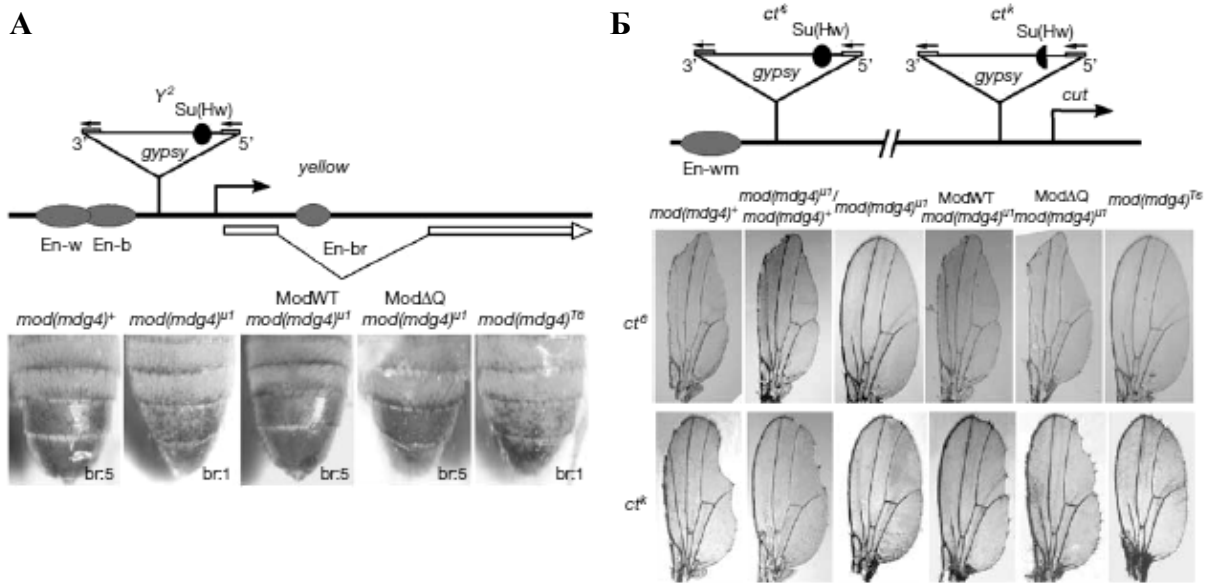 А
Y²
Su(Hw)
3’ 5’
gypsy
yellow
En-w En-b
En-br
ModWT ModΔQ
mod(mdg4)⁺ mod(mdg4)ᵘ¹ mod(mdg4)ᵘ¹ mod(mdg4)ᵘ¹ mod(mdg4)ᵀ⁶
br:5 br:1 br:5 br:5 br:1
Б
ct⁶ ctᵏ
Su(Hw) Su(Hw)
3’ 5’ 3’ 5’
gypsy gypsy
cut
En-wm
mod(mdg4)ᵘ¹/ ModWT ModΔQ
mod(mdg4)⁺ mod(mdg4)⁺ mod(mdg4)ᵘ¹ mod(mdg4)ᵘ¹ mod(mdg4)ᵘ¹ mod(mdg4)ᵀ⁶
ct⁶
ctᵏ